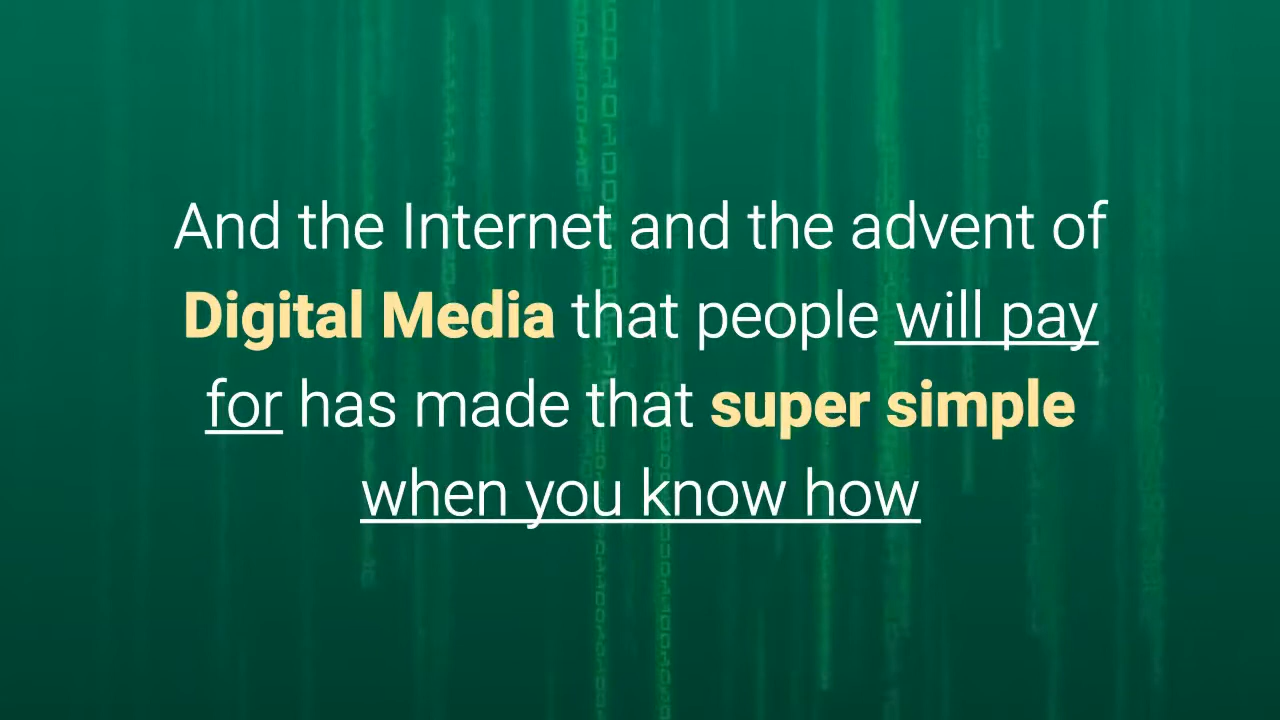 And the Internet and the advent of
Digital Media that people will pay
for has made that super simple
when you know how